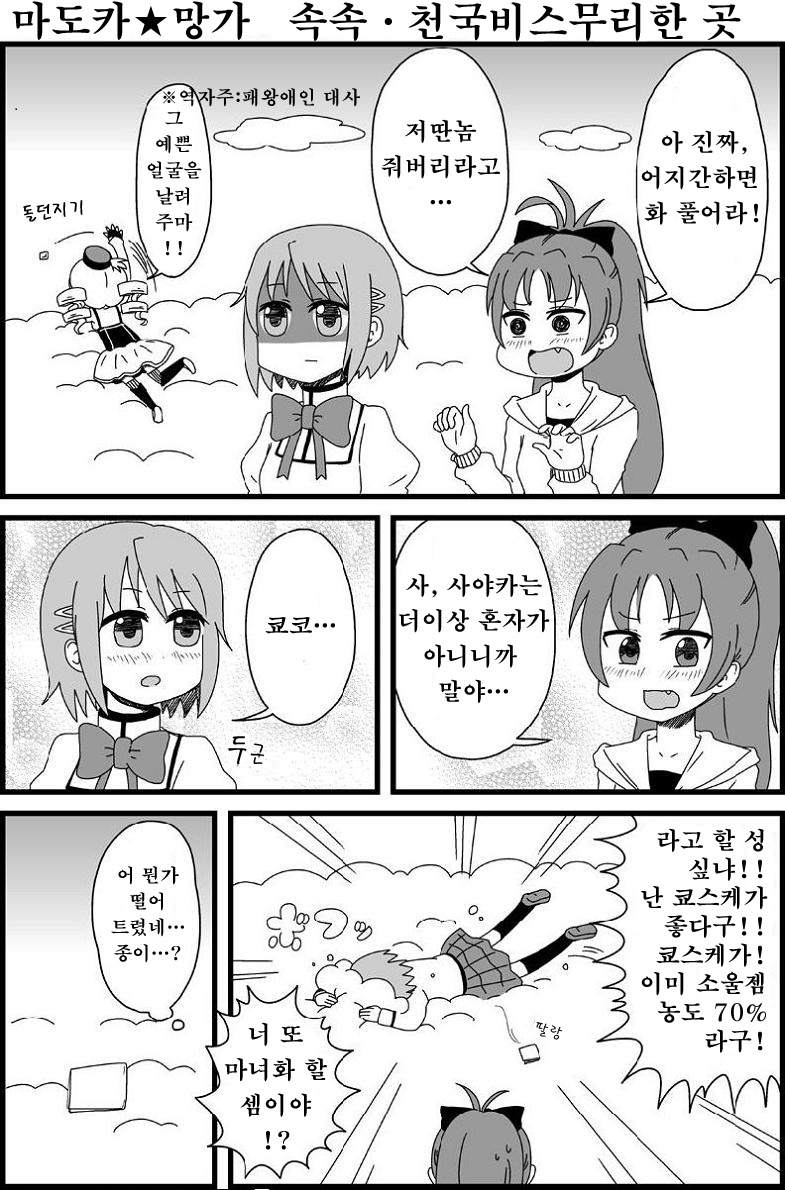 마도카★망가 속속·천국비스무리한 곳
아 진짜,
어지간하면
화 풀어라!
저딴놈
줘버리라고
…
※역자주:패왕애인 대사
그
예쁜
얼굴을
날려
주마
!!
돌던지기
사, 사야카는
더이상 혼자가
아니니까
말야…
쿄코…
두근
라고 할 성
싶냐!!
난 쿄스케가
좋다구!!
쿄스케가!
이미 소울젬
농도 70%
라구!
ボフッ
너 또
마녀화 할
셈이야
!?
팔랑
어 뭔가
떨어
트렸네…
종이…?